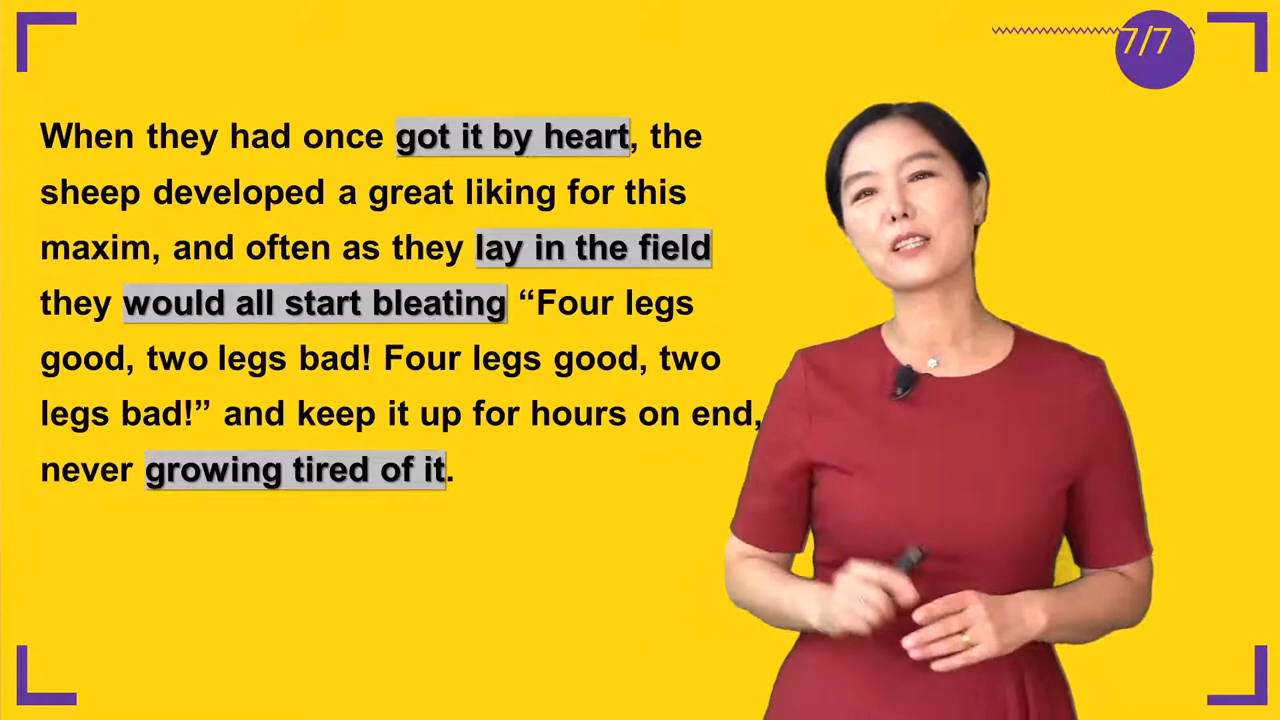 7/7
When they had once got it by heart, the
sheep developed a great liking for this
maxim, and often as they lay in the field
they would all start bleating “Four legs
good, two legs bad! Four legs good, two
legs bad!” and keep it up for hours on end,
never growing tired of it.